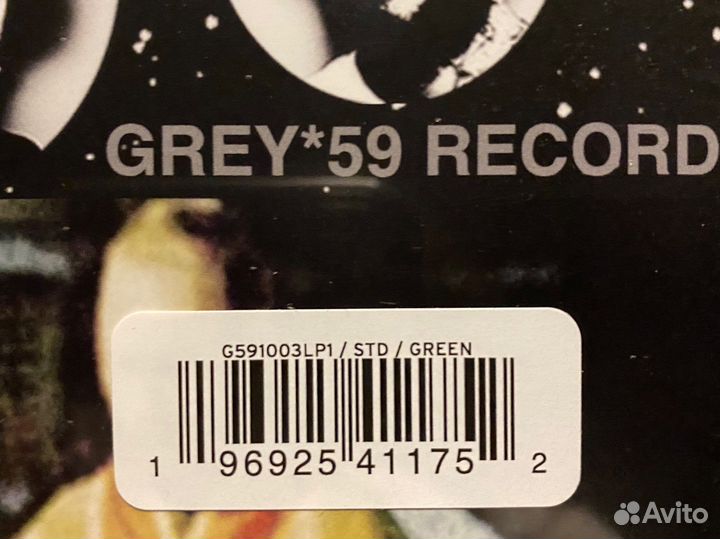 GREY*59 RECORD
G591003LP1 / STD / GREEN
1 96925 41175 2
Avito